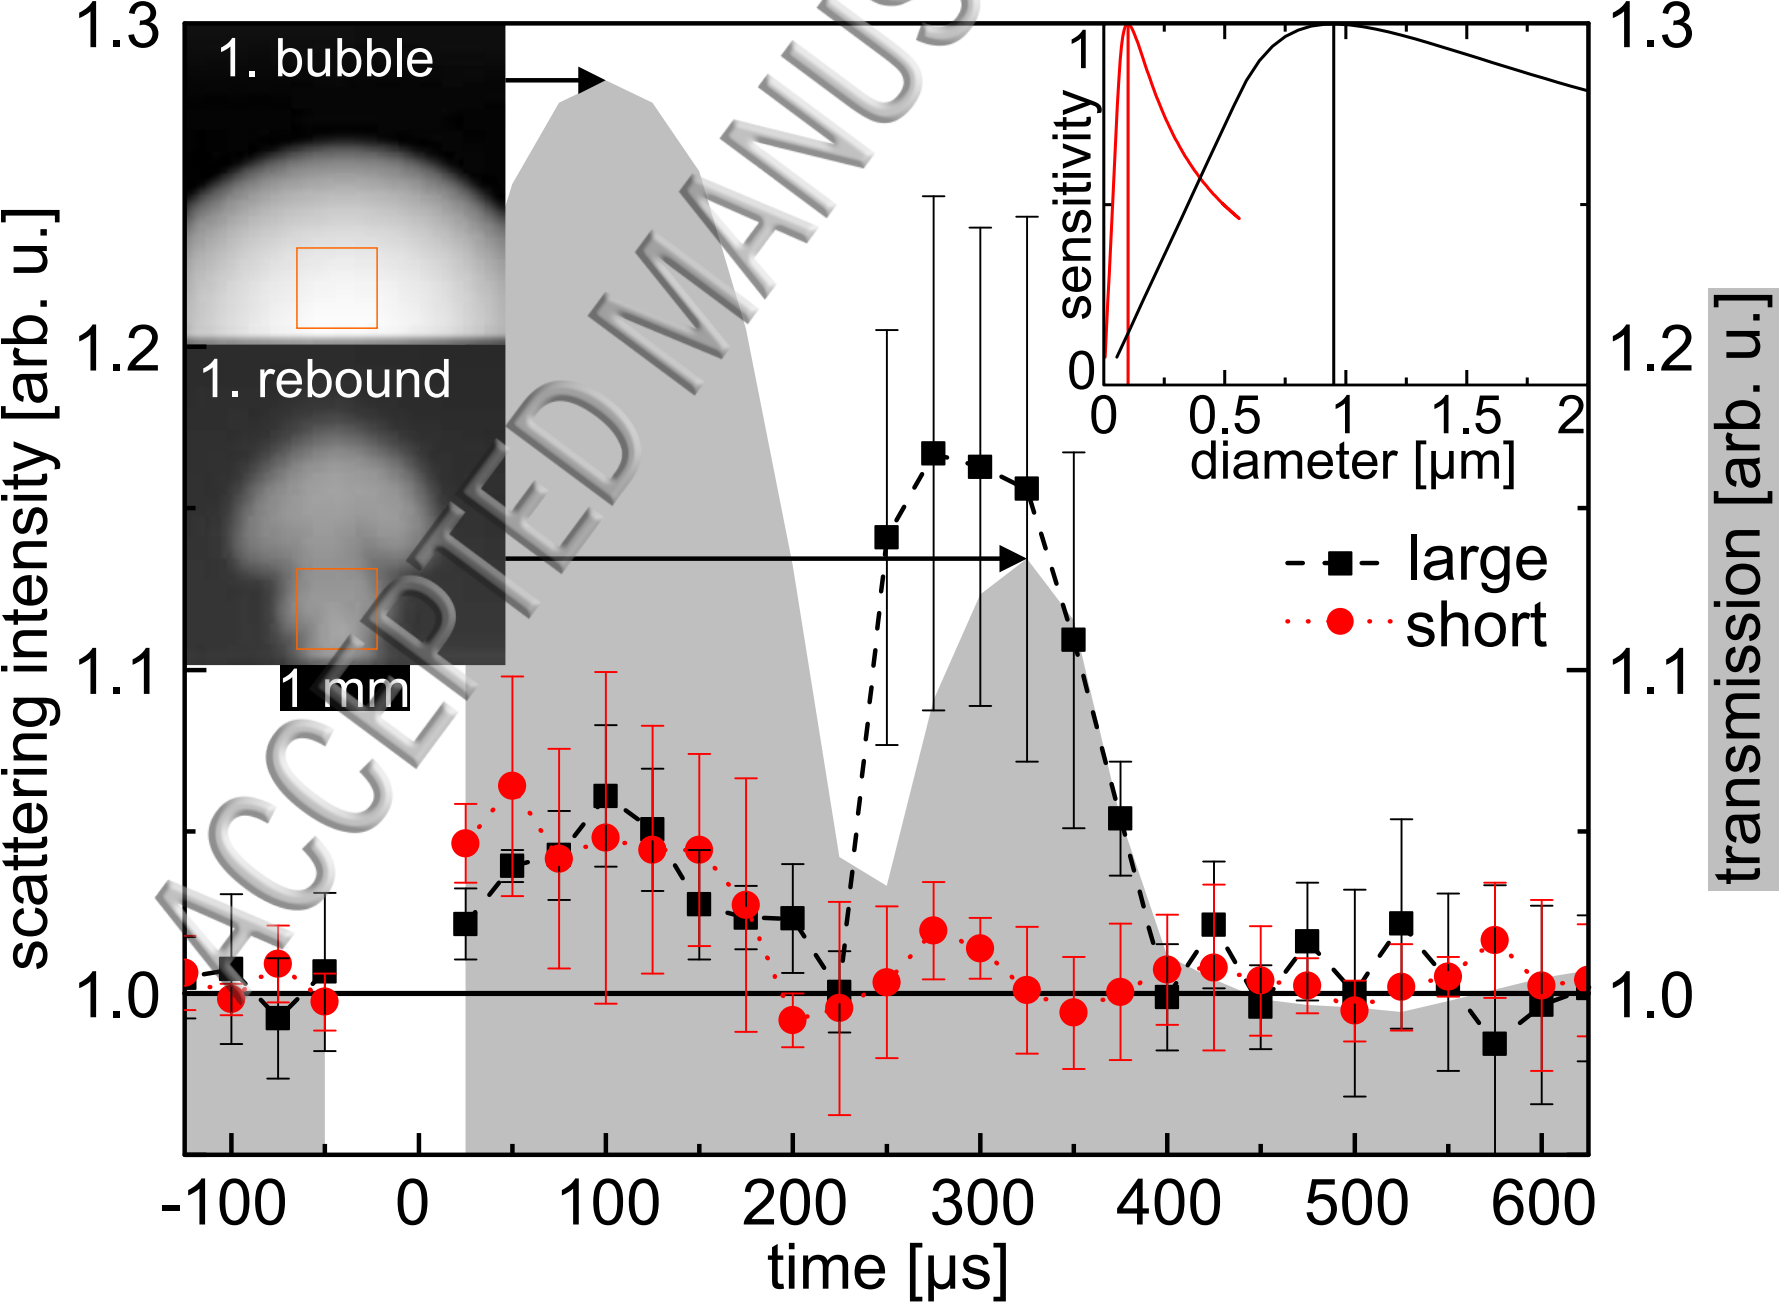 1.3
1.2
1.1
1.0
scattering intensity [arb. u.]
1. bubble
1. rebound
1 mm
ACCEPTED MANUS
1
0
sensitivity
0 0.5 1 1.5 2
diameter [µm]
large
short
1.3
1.2
1.1
1.0
transmission [arb. u.]
-100 0 100 200 300 400 500 600
time [µs]